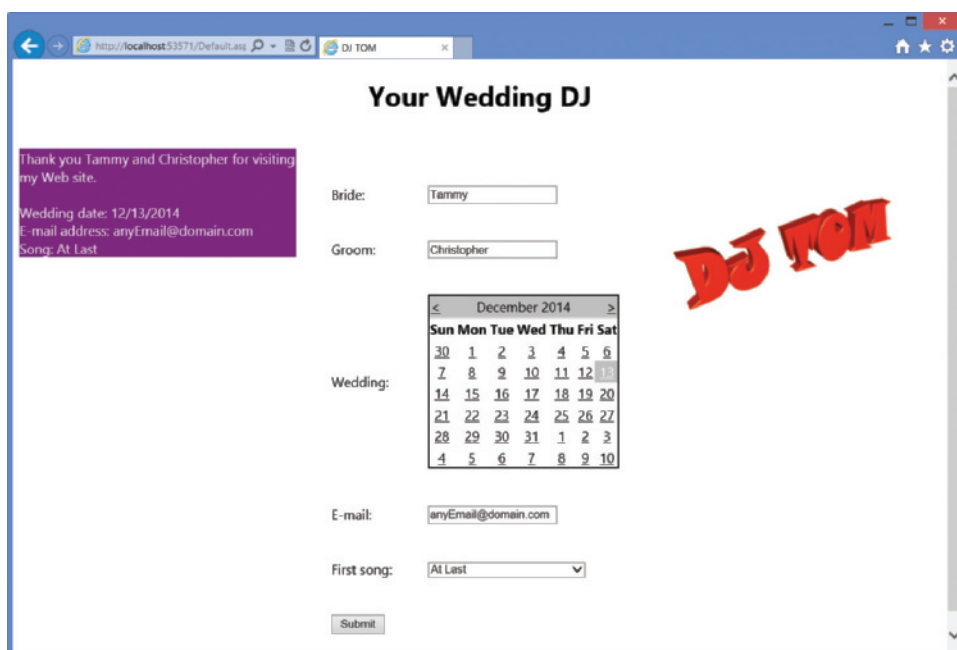 http://localhost:53571/Default.asp
DJ TOM
Your Wedding DJ
Thank you Tammy and Christopher for visiting
my Web site.
Wedding date: 12/13/2014
E-mail address: anyEmail@domain.com
Song: At Last
Bride: Tammy
Groom: Christopher
DJ TOM
Wedding:
< December 2014 >
Sun Mon Tue Wed Thu Fri Sat
30 1 2 3 4 5 6
7 8 9 10 11 12 13
14 15 16 17 18 19 20
21 22 23 24 25 26 27
28 29 30 31 1 2 3
4 5 6 7 8 9 10
E-mail: anyEmail@domain.com
First song: At Last
Submit